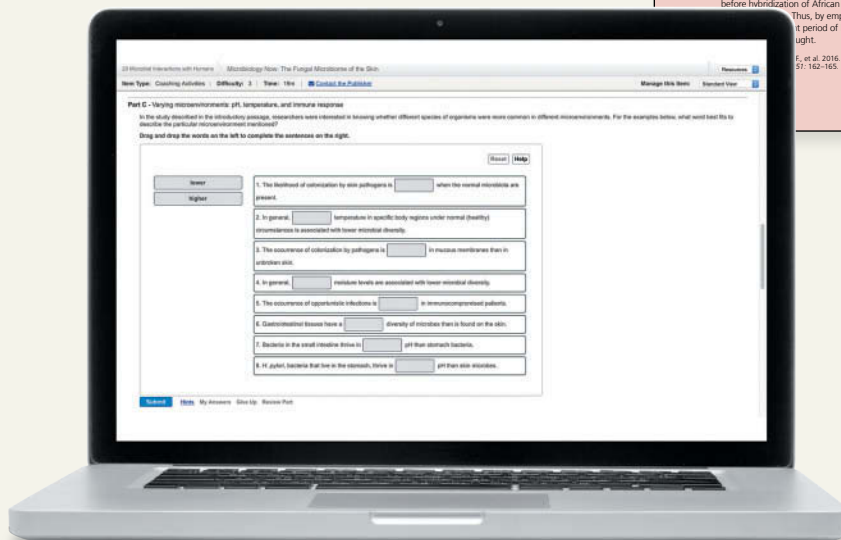 before hybridization of African
Thus, by emp
t period of
ught.
F., et al. 2016.
51: 162–165.
Microbiology Now: The Fungal Microbiome of the Skin
Resources
Item Type: Coaching Activities | Difficulty: 3 | Time: 16m | Contact the Publisher
Manage this Item: Standard View
Part C - Varying microenvironments: pH, temperature, and immune response
In the study described in the introductory passage, researchers were interested in knowing whether different species of organisms were more common in different microenvironments. For the examples below, what word best fits to
describe the particular microenvironment mentioned?
Drag and drop the words on the left to complete the sentences on the right.
Reset Help
lower
higher
1. The likelihood of colonization by skin pathogens is when the normal microbiota are
present.
2. In general, temperature in specific body regions under normal (healthy)
circumstances is associated with lower microbial diversity.
3. The occurrence of colonization by pathogens is in mucous membranes than in
unbroken skin.
4. In general, moisture levels are associated with lower microbial diversity.
5. The occurrence of opportunistic infections is in immunocompromised patients.
6. Gastrointestinal tissues have a diversity of microbes than is found on the skin.
7. Bacteria in the small intestine thrive in pH than stomach bacteria.
8. H. pylori, bacteria that live in the stomach, thrive in pH than skin microbes.
Submit Hints My Answers Give Up Review Part